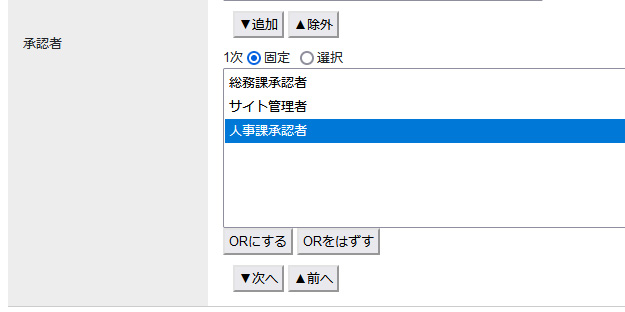 ▼追加 ▲除外
承認者
1次 固定 選択
総務課承認者
サイト管理者
人事課承認者
ORにする ORをはずす
▼次へ ▲前へ